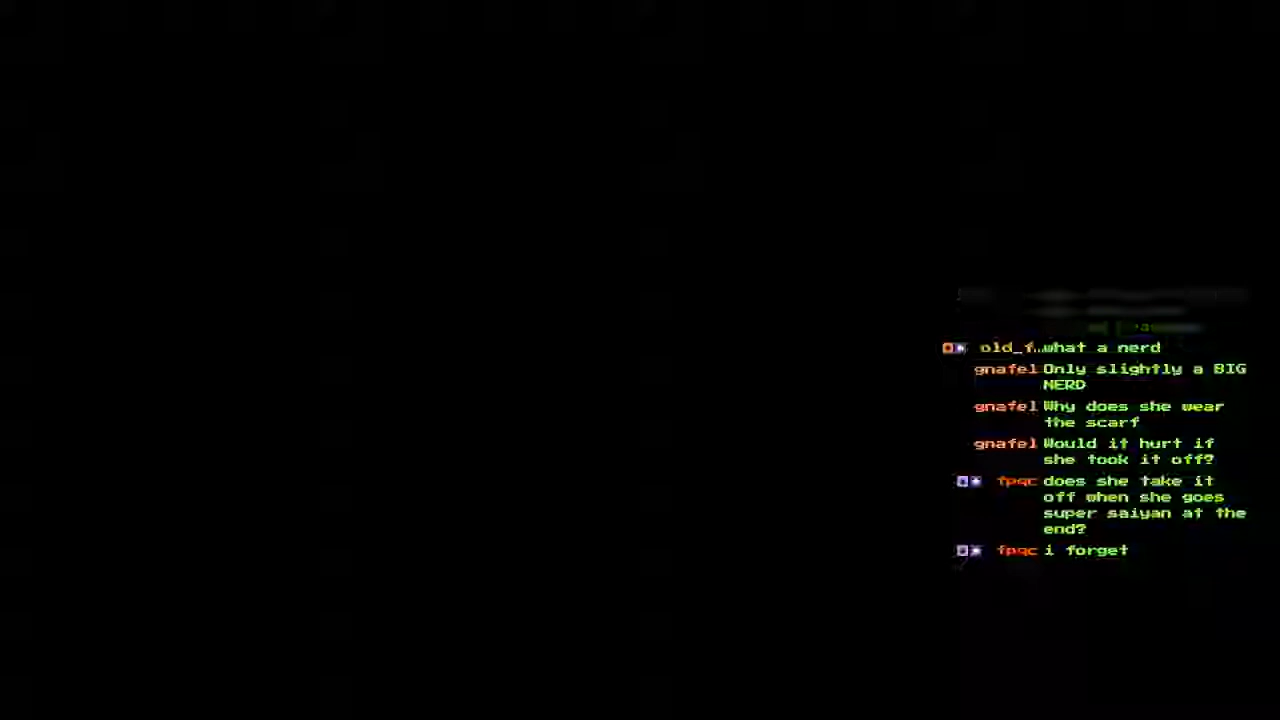 old_f… what a nerd
gnafel Only slightly a BIG
NERD
gnafel Why does she wear
the scarf
gnafel Would it hurt if
she took it off?
fpqc does she take it
off when she goes
super saiyan at the
end?
fpqc i forget